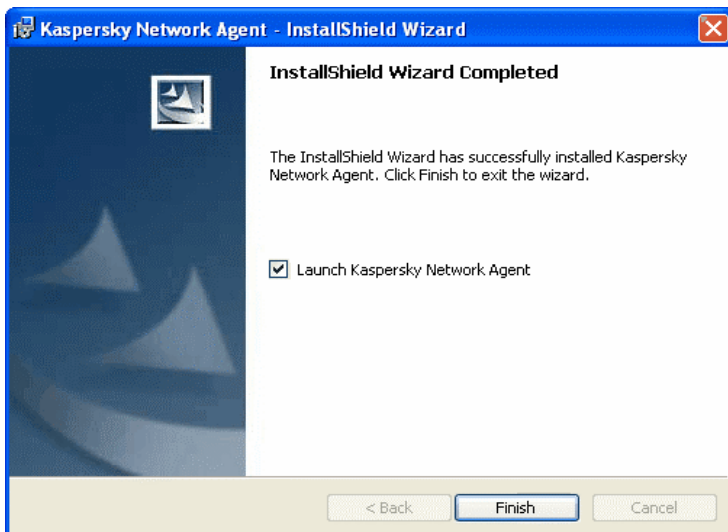 Kaspersky Network Agent - InstallShield Wizard
InstallShield Wizard Completed
The InstallShield Wizard has successfully installed Kaspersky
Network Agent. Click Finish to exit the wizard.
Launch Kaspersky Network Agent
< Back Finish Cancel